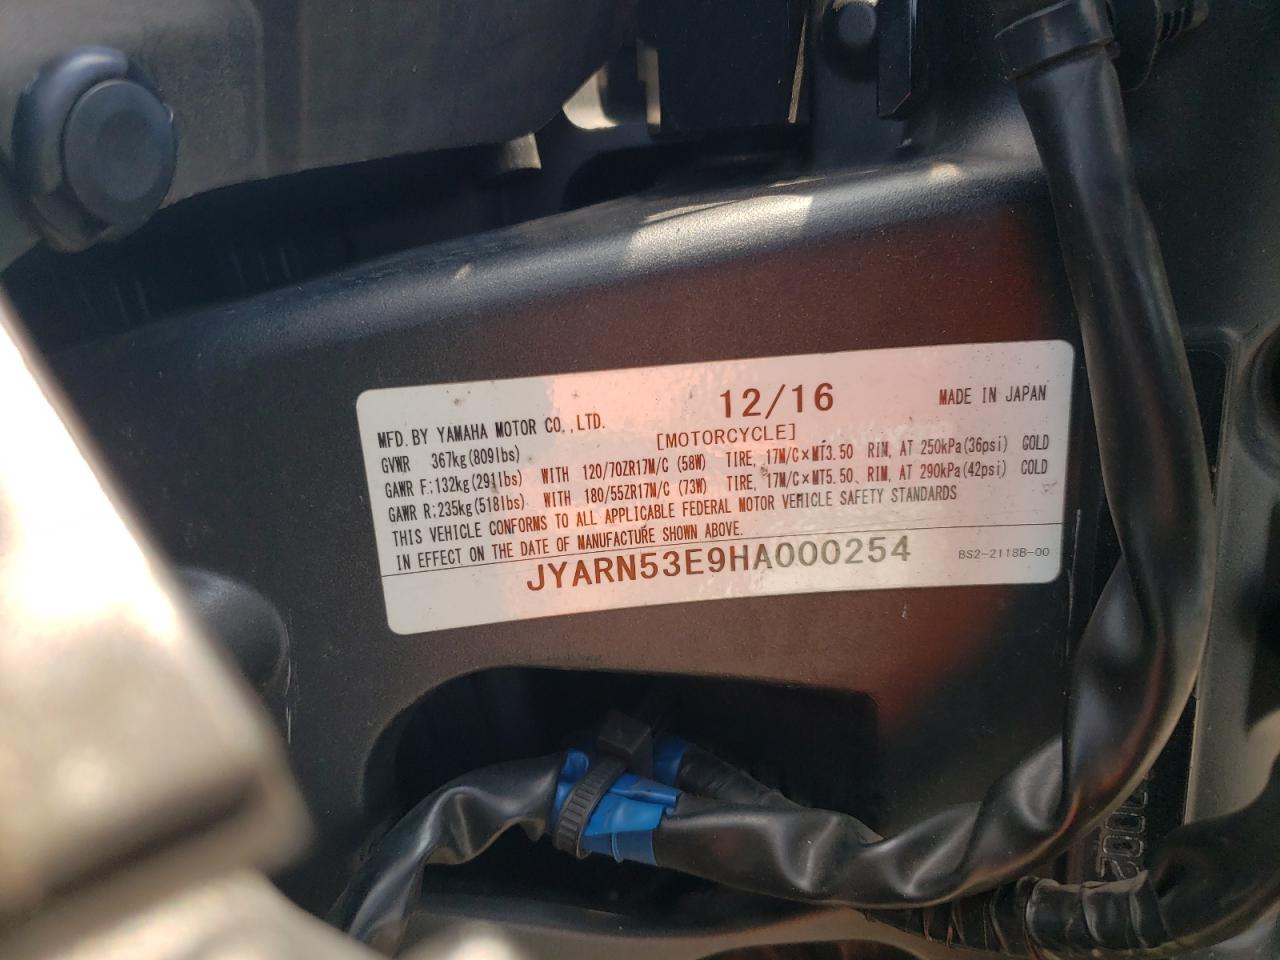 12/16
MADE IN JAPAN
MFD. BY YAMAHA MOTOR CO.,LTD.
[MOTORCYCLE]
GVWR 367kg(809lbs)
GAWR F:132kg(291lbs) WITH 120/70ZR17M/C (58W) TIRE, 17M/C×MT3.50 RIM, AT 250kPa(36psi) COLD
GAWR R:235kg(518lbs) WITH 180/55ZR17M/C (73W) TIRE, 17M/C×MT5.50 RIM, AT 290kPa(42psi) COLD
THIS VEHICLE CONFORMS TO ALL APPLICABLE FEDERAL MOTOR VEHICLE SAFETY STANDARDS
IN EFFECT ON THE DATE OF MANUFACTURE SHOWN ABOVE.
JYARN53E9HA000254
BS2-2118B-00